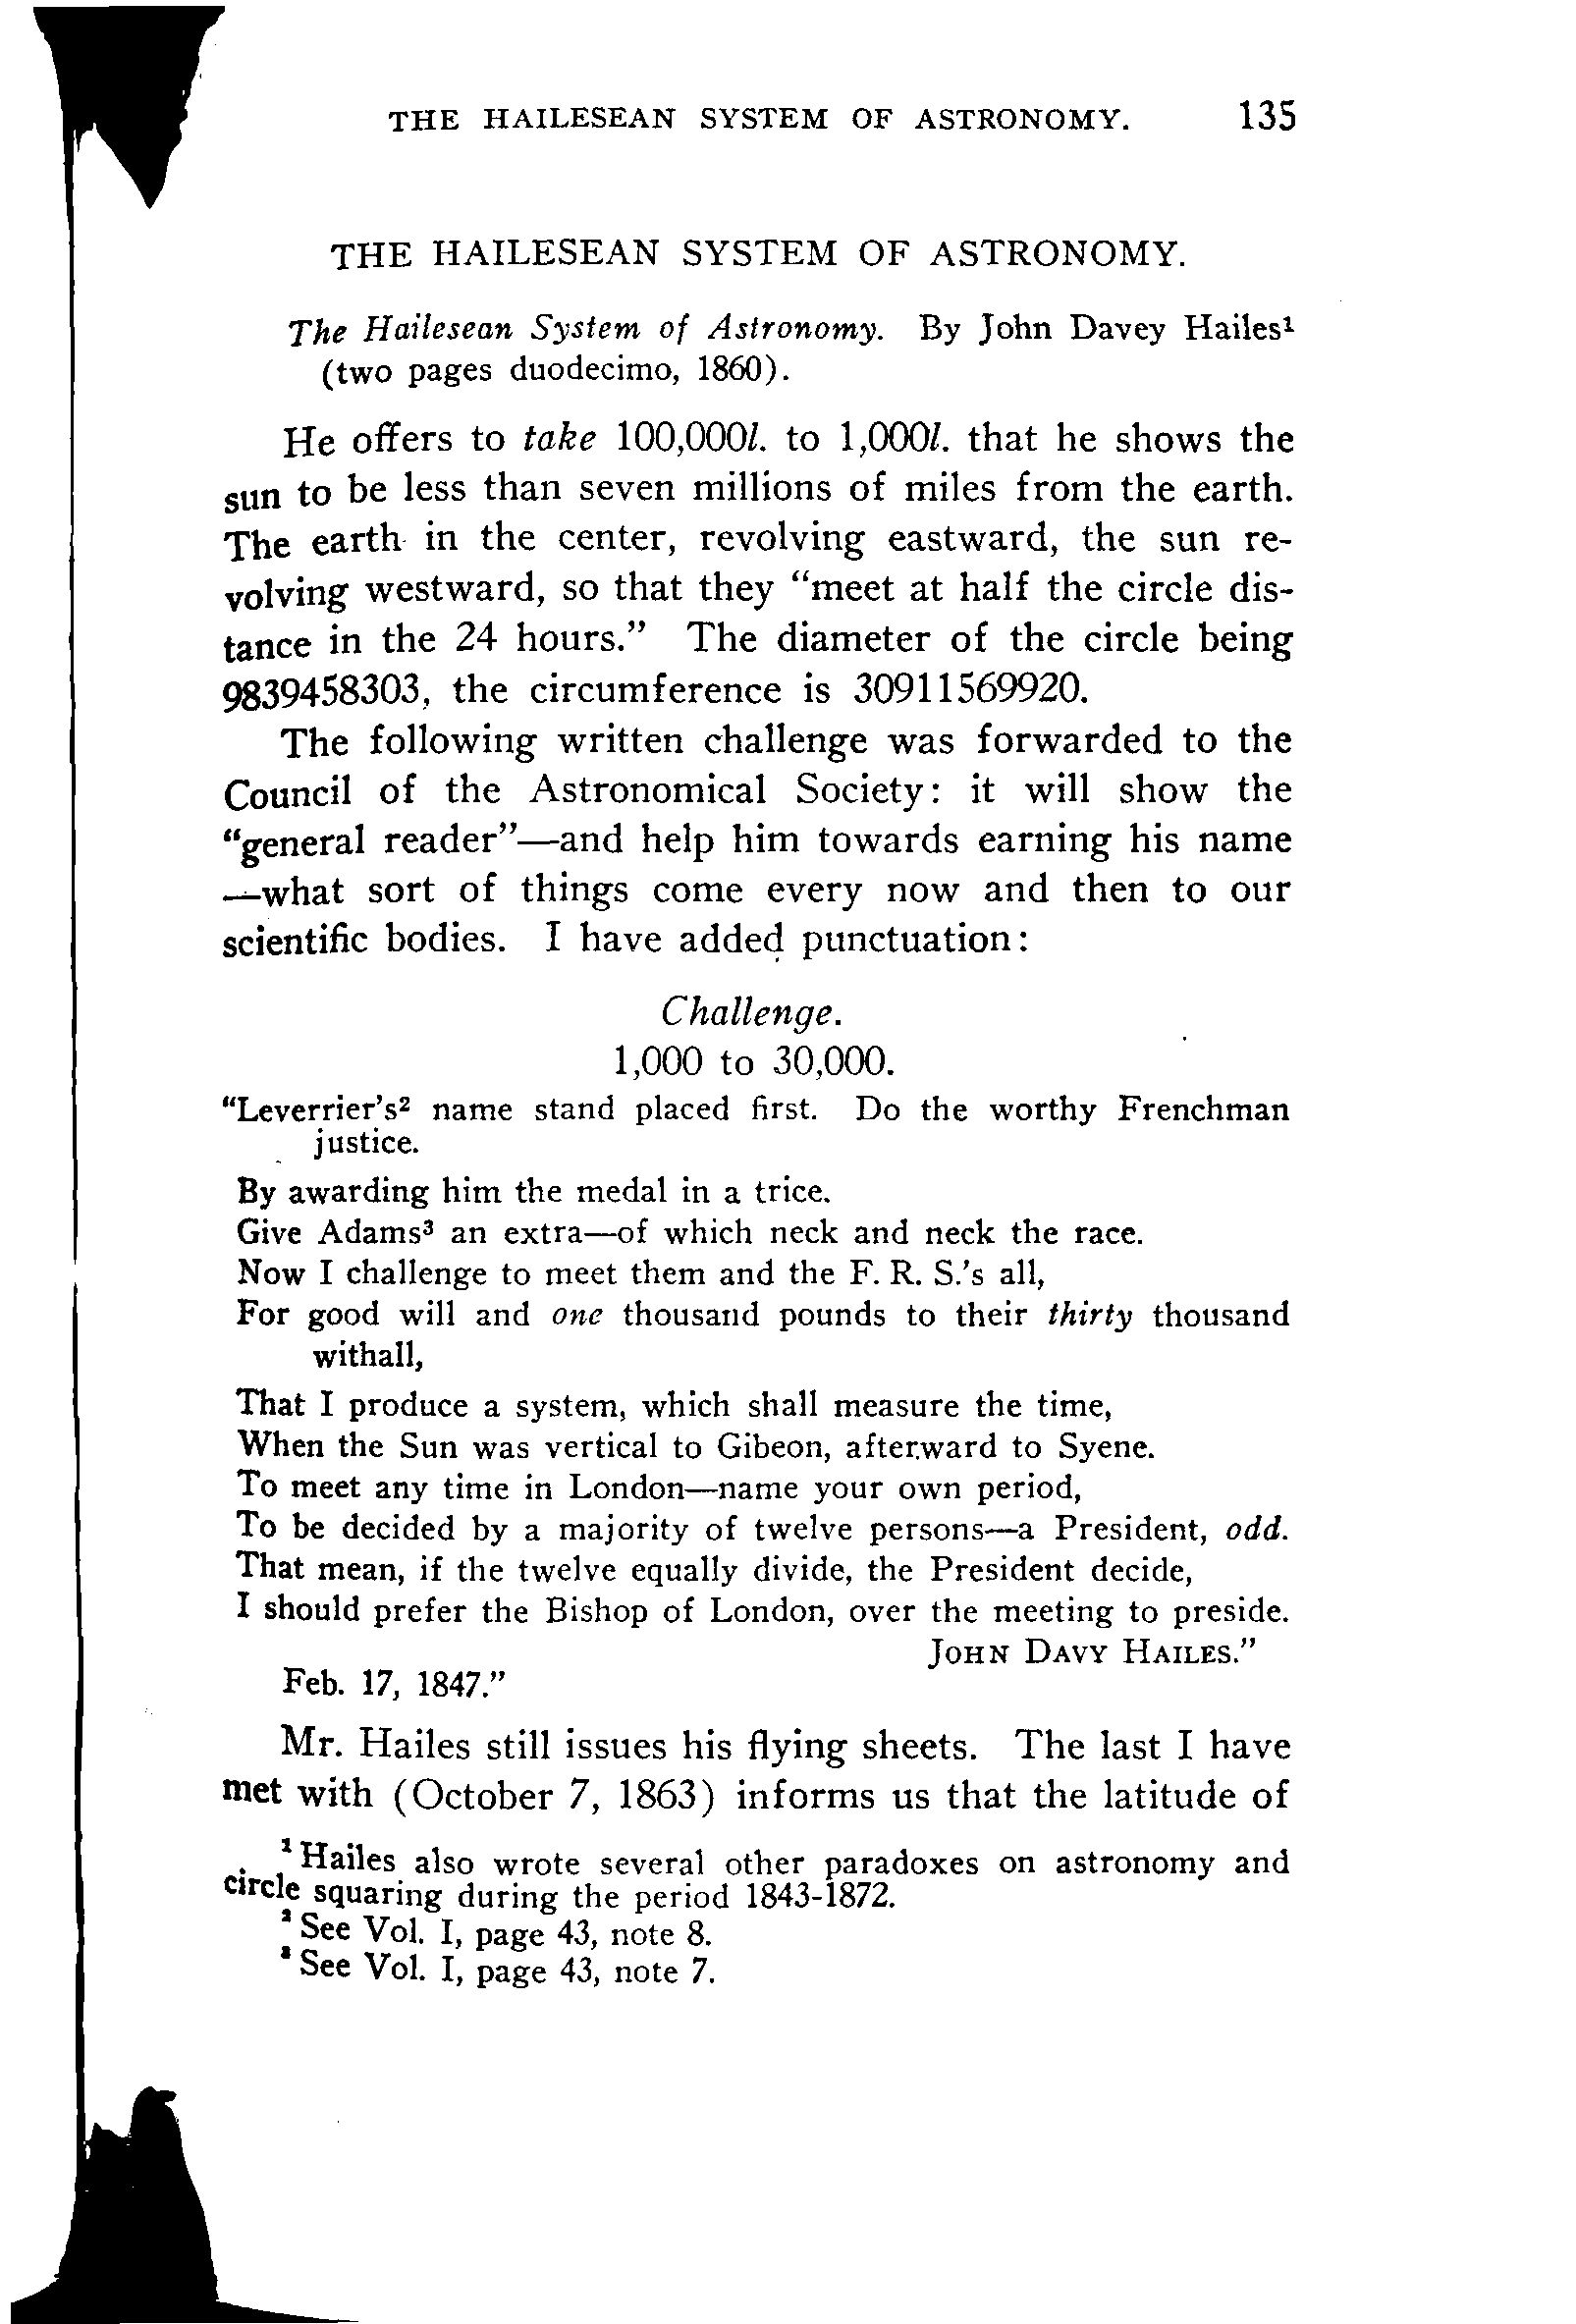 THE HAILESEAN SYSTEM OF ASTRONOMY. 135
THE HAILESEAN SYSTEM OF ASTRONOMY.
The Hailesean System of Astronomy. By John Davey Hailes¹
(two pages duodecimo, 1860).
He offers to take 100,000l. to 1,000l. that he shows the
sun to be less than seven millions of miles from the earth.
The earth in the center, revolving eastward, the sun re-
volving westward, so that they “meet at half the circle dis-
tance in the 24 hours.” The diameter of the circle being
9839458303, the circumference is 30911569920.
The following written challenge was forwarded to the
Council of the Astronomical Society: it will show the
“general reader”—and help him towards earning his name
—what sort of things come every now and then to our
scientific bodies. I have added punctuation:
Challenge.
1,000 to 30,000.
“Leverrier’s² name stand placed first. Do the worthy Frenchman
justice.
By awarding him the medal in a trice.
Give Adams³ an extra—of which neck and neck the race.
Now I challenge to meet them and the F. R. S.’s all,
For good will and one thousand pounds to their thirty thousand
withall,
That I produce a system, which shall measure the time,
When the Sun was vertical to Gibeon, afterward to Syene.
To meet any time in London—name your own period,
To be decided by a majority of twelve persons—a President, odd.
That mean, if the twelve equally divide, the President decide,
I should prefer the Bishop of London, over the meeting to preside.
JOHN DAVY HAILES.”
Feb. 17, 1847.”
Mr. Hailes still issues his flying sheets. The last I have
met with (October 7, 1863) informs us that the latitude of
¹ Hailes also wrote several other paradoxes on astronomy and
circle squaring during the period 1843-1872.
² See Vol. I, page 43, note 8.
³ See Vol. I, page 43, note 7.